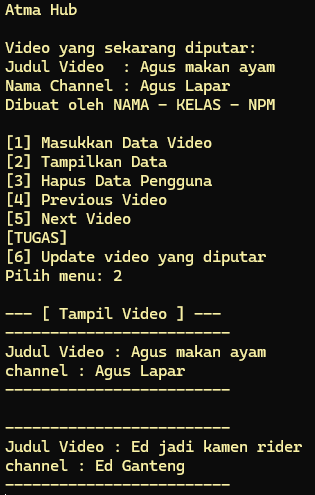 Atma Hub
Video yang sekarang diputar:
Judul Video  : Agus makan ayam
Nama Channel : Agus Lapar
Dibuat oleh NAMA - KELAS - NPM
[1] Masukkan Data Video
[2] Tampilkan Data
[3] Hapus Data Pengguna
[4] Previous Video
[5] Next Video
[TUGAS]
[6] Update video yang diputar
Pilih menu: 2
--- [ Tampil Video ] ---
-------------------------
Judul Video : Agus makan ayam
channel : Agus Lapar
-------------------------
-------------------------
Judul Video : Ed jadi kamen rider
channel : Ed Ganteng
-------------------------